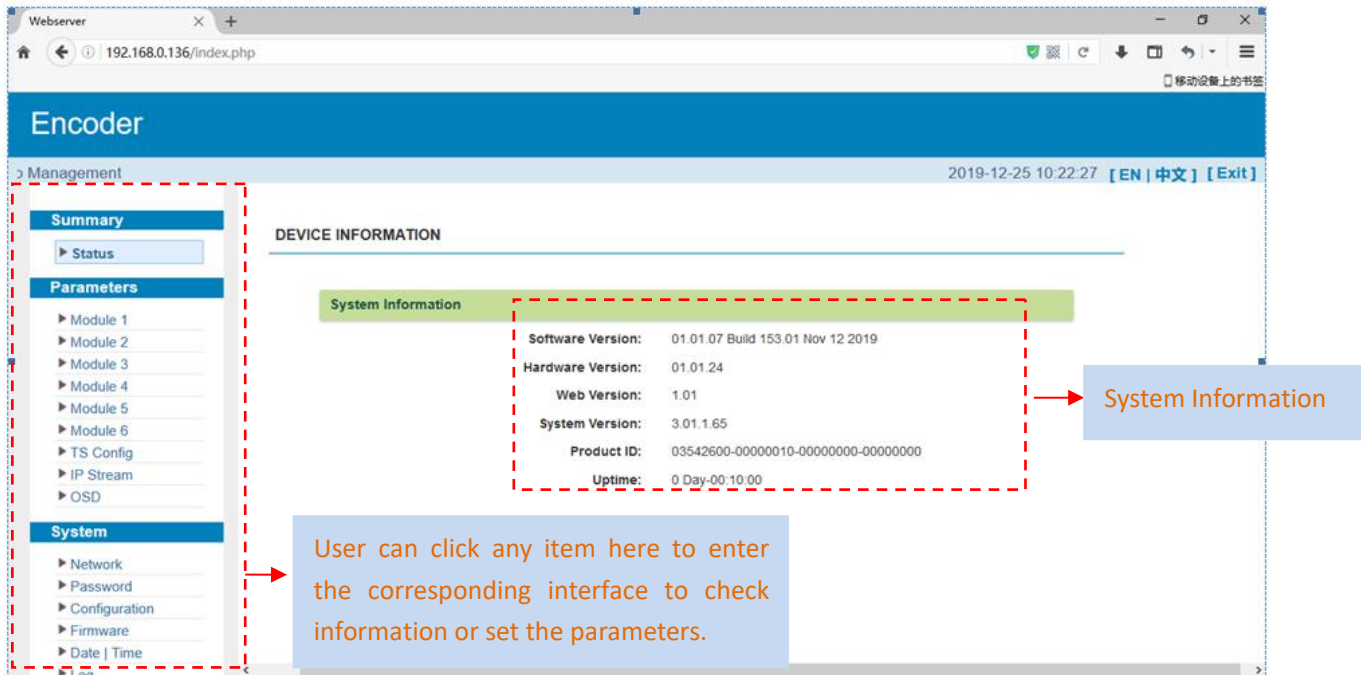 Webserver
192.168.0.136/index.php
移动设备上的书签
Encoder
Management
2019-12-25 10:22:27 [ EN | 中文 ] [ Exit ]
Summary
Status
Parameters
Module 1
Module 2
Module 3
Module 4
Module 5
Module 6
TS Config
IP Stream
OSD
System
Network
Password
Configuration
Firmware
Date | Time
Log
DEVICE INFORMATION
System Information
Software Version: 01.01.07 Build 153.01 Nov 12 2019
Hardware Version: 01.01.24
Web Version: 1.01
System Version: 3.01.1.65
Product ID: 03542600-00000010-00000000-00000000
Uptime: 0 Day-00:10:00
System Information
User can click any item here to enter
the corresponding interface to check
information or set the parameters.